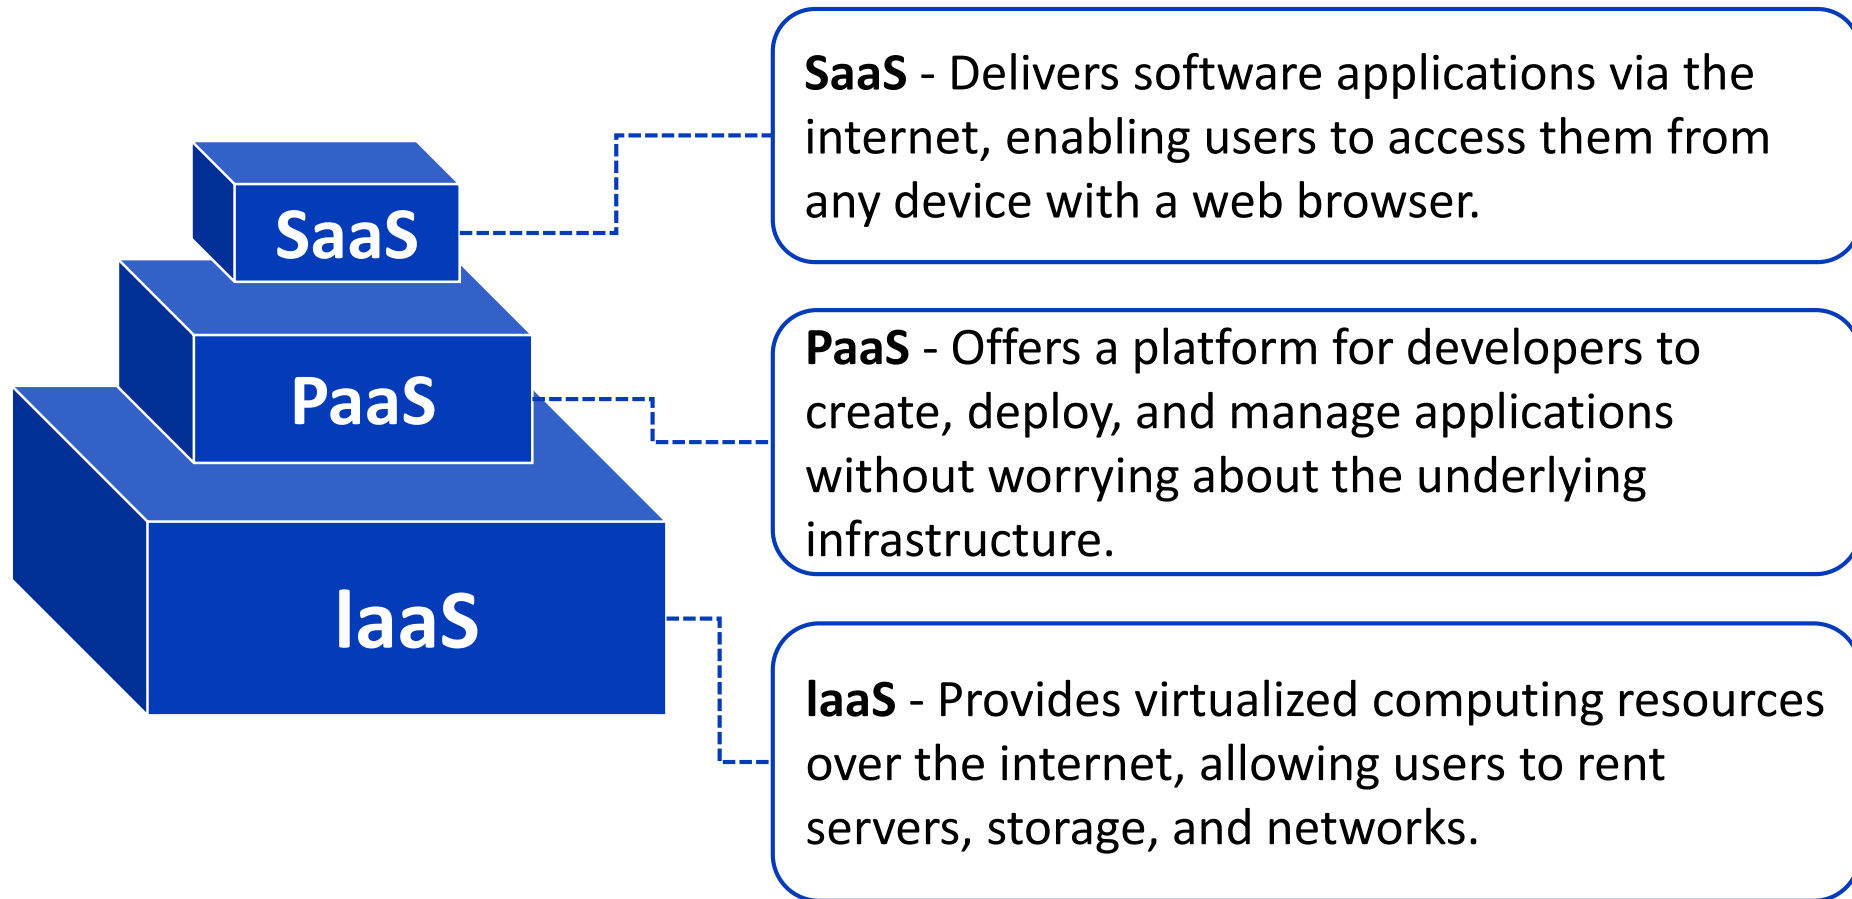 SaaS
PaaS
IaaS
SaaS - Delivers software applications via the
internet, enabling users to access them from
any device with a web browser.
PaaS - Offers a platform for developers to
create, deploy, and manage applications
without worrying about the underlying
infrastructure.
IaaS - Provides virtualized computing resources
over the internet, allowing users to rent
servers, storage, and networks.